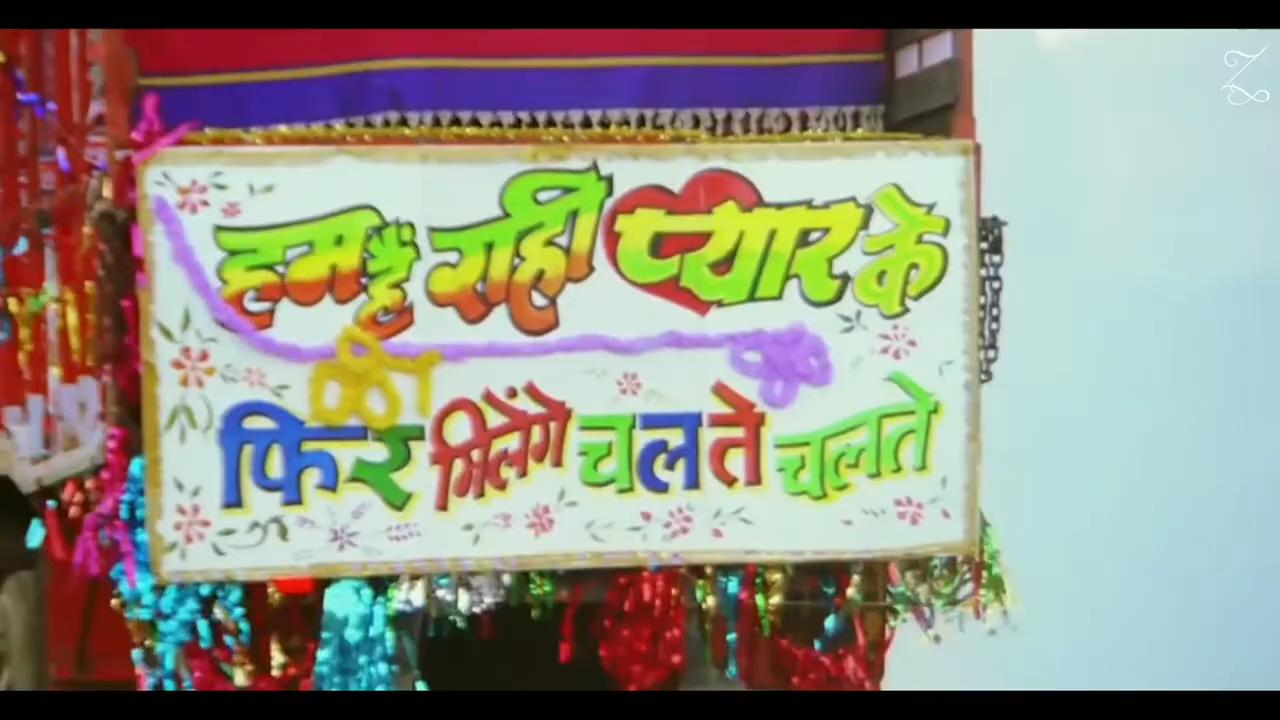 हम हैं राही प्यार के
फिर मिलेंगे चलते चलते